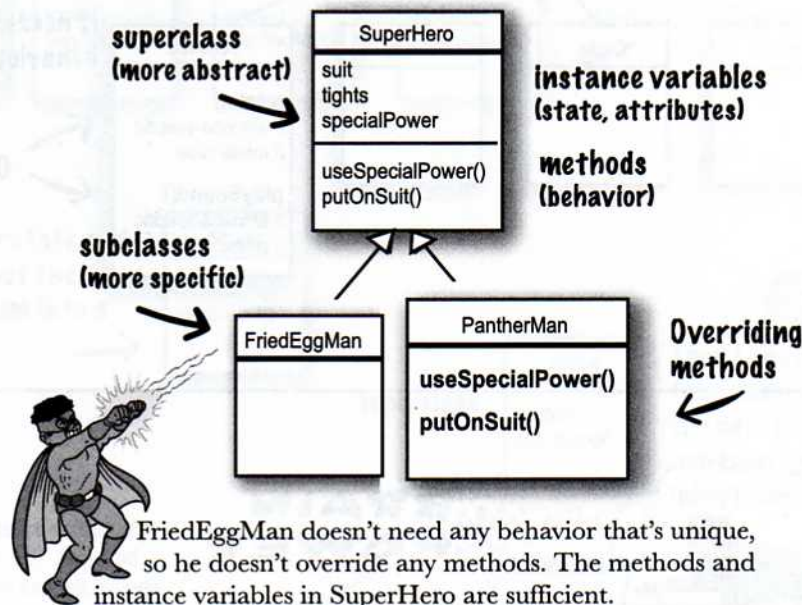 superclass
(more abstract)
SuperHero
suit
tights
specialPower
useSpecialPower()
putOnSuit()
instance variables
(state, attributes)
methods
(behavior)
subclasses
(more specific)
FriedEggMan
PantherMan
useSpecialPower()
putOnSuit()
Overriding
methods
FriedEggMan doesn't need any behavior that's unique,
so he doesn't override any methods. The methods and
instance variables in SuperHero are sufficient.